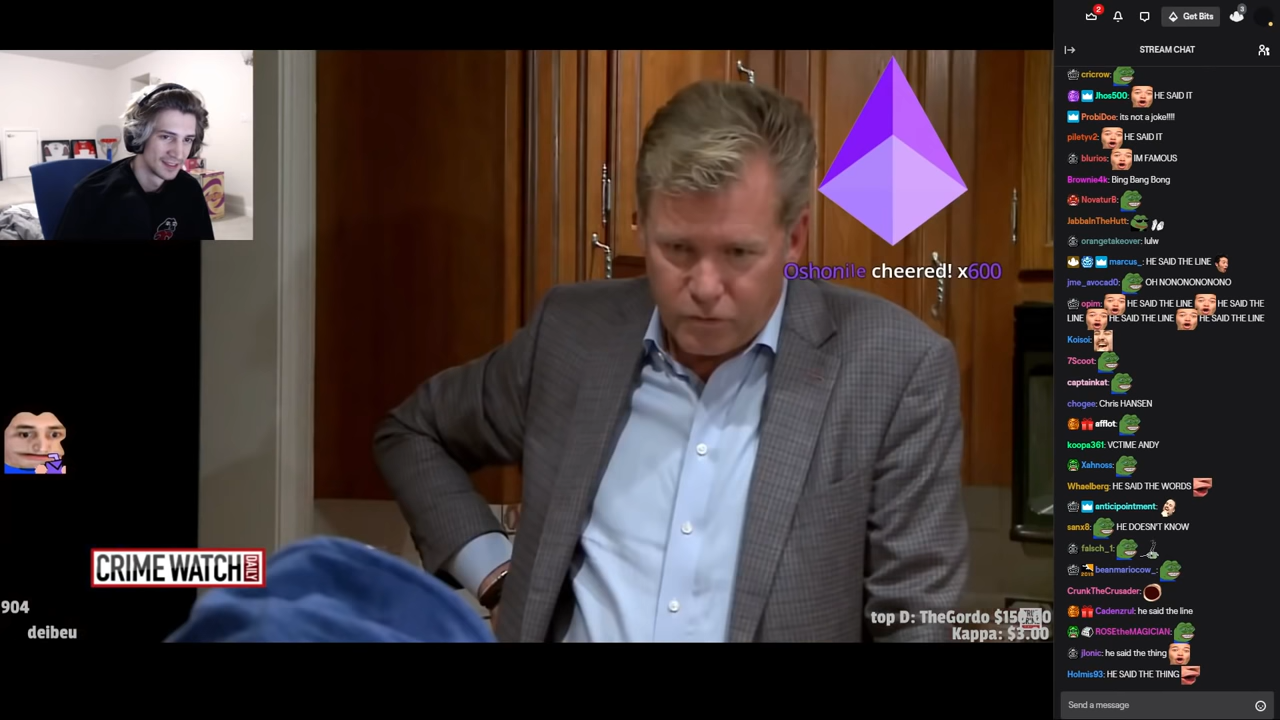 2
Get Bits
3
STREAM CHAT
cricrow:
Jhos500: HE SAID IT
ProbiDoe: its not a joke!!!!
piletyv2: HE SAID IT
blurios: IM FAMOUS
Brownie4k: Bing Bang Bong
NovaturB:
JabbaInTheHutt:
orangetakeover: lulw
marcus_: HE SAID THE LINE
jme_avocad0: OH NONONONONONO
opim: HE SAID THE LINE HE SAID THE
LINE HE SAID THE LINE HE SAID THE LINE
Koisoi:
7Scoot:
captainkat:
chogee: Chris HANSEN
afflot:
koopa361: VCTIME ANDY
Xahnoss:
Whaelberg: HE SAID THE WORDS
anticipointment:
sanx8: HE DOESN'T KNOW
falsch_1:
beanmariocow_:
CrunkTheCrusader:
Cadenzrul: he said the line
ROSEtheMAGICIAN:
jlonic: he said the thing
Holmis93: HE SAID THE THING
Send a message
Oshonile cheered! x600
CRIME WATCH DAILY
904
deibeu
top D: TheGordo
Kappa: $3.00